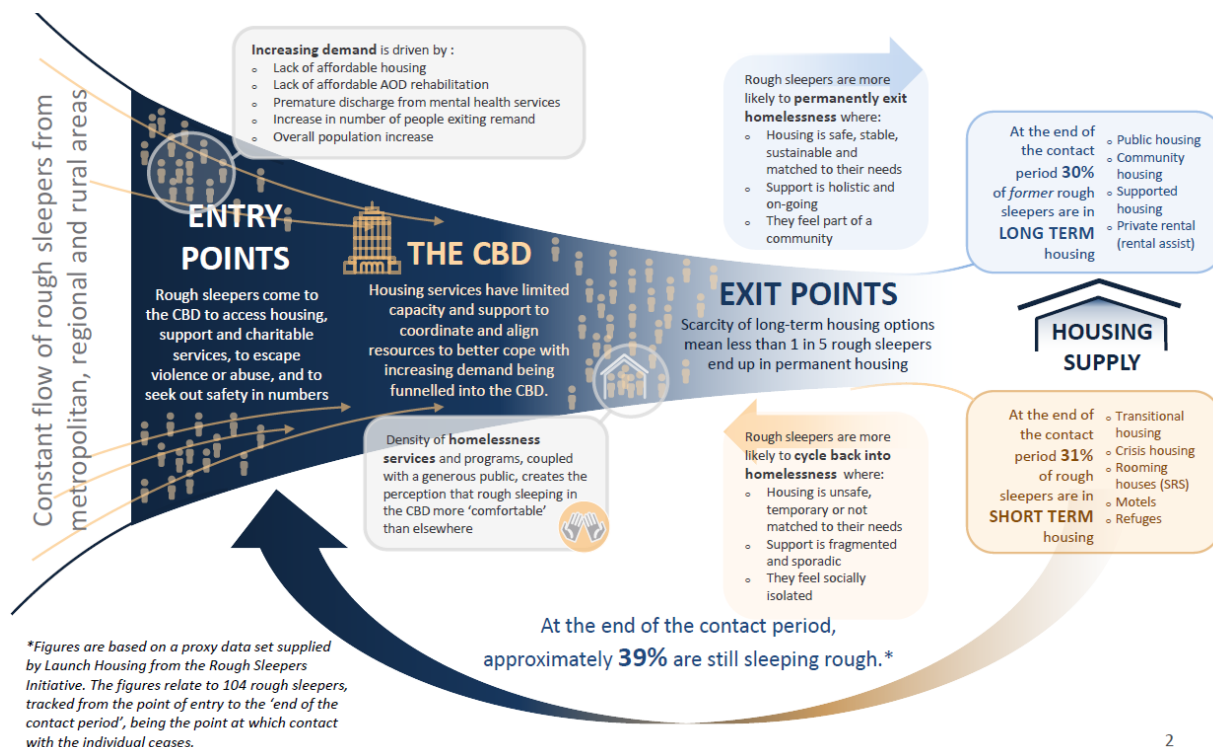 Constant flow of rough sleepers from
metropolitan, regional and rural areas
Increasing demand is driven by :
Lack of affordable housing
Lack of affordable AOD rehabilitation
Premature discharge from mental health services
Increase in number of people exiting remand
Overall population increase
ENTRY
POINTS
Rough sleepers come to
the CBD to access housing,
support and charitable
services, to escape
violence or abuse, and to
seek out safety in numbers
THE CBD
Housing services have limited
capacity and support to
coordinate and align
resources to better cope with
increasing demand being
funnelled into the CBD.
Density of homelessness
services and programs, coupled
with a generous public, creates the
perception that rough sleeping in
the CBD more ‘comfortable’
than elsewhere
Rough sleepers are more
likely to permanently exit
homelessness where:
Housing is safe, stable,
sustainable and
matched to their needs
Support is holistic and
on-going
They feel part of a
community
EXIT POINTS
Scarcity of long-term housing options
mean less than 1 in 5 rough sleepers
end up in permanent housing
Rough sleepers are more
likely to cycle back into
homelessness where:
Housing is unsafe,
temporary or not
matched to their needs
Support is fragmented
and sporadic
They feel socially
isolated
At the end of
the contact
period 30%
of former rough
sleepers are in
LONG TERM
housing
Public housing
Community
housing
Supported
housing
Private rental
(rental assist)
HOUSING
SUPPLY
At the end of
the contact
period 31%
of rough
sleepers are in
SHORT TERM
housing
Transitional
housing
Crisis housing
Rooming
houses (SRS)
Motels
Refuges
At the end of the contact period,
approximately 39% are still sleeping rough.*
*Figures are based on a proxy data set supplied
by Launch Housing from the Rough Sleepers
Initiative. The figures relate to 104 rough sleepers,
tracked from the point of entry to the ‘end of the
contact period’, being the point at which contact
with the individual ceases.
2